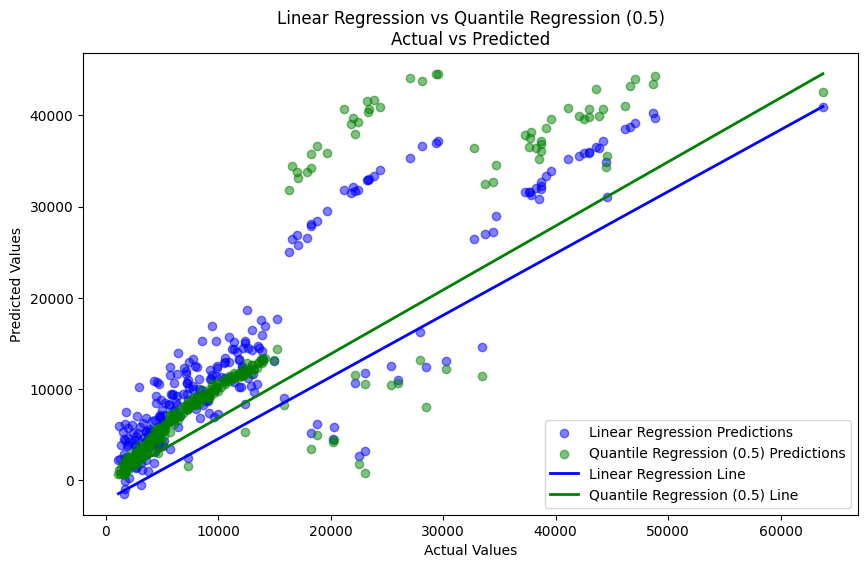 Linear Regression vs Quantile Regression (0.5)
Actual vs Predicted
Predicted Values
40000
30000
20000
10000
0
Linear Regression Predictions
Quantile Regression (0.5) Predictions
Linear Regression Line
Quantile Regression (0.5) Line
0 10000 20000 30000 40000 50000 60000
Actual Values